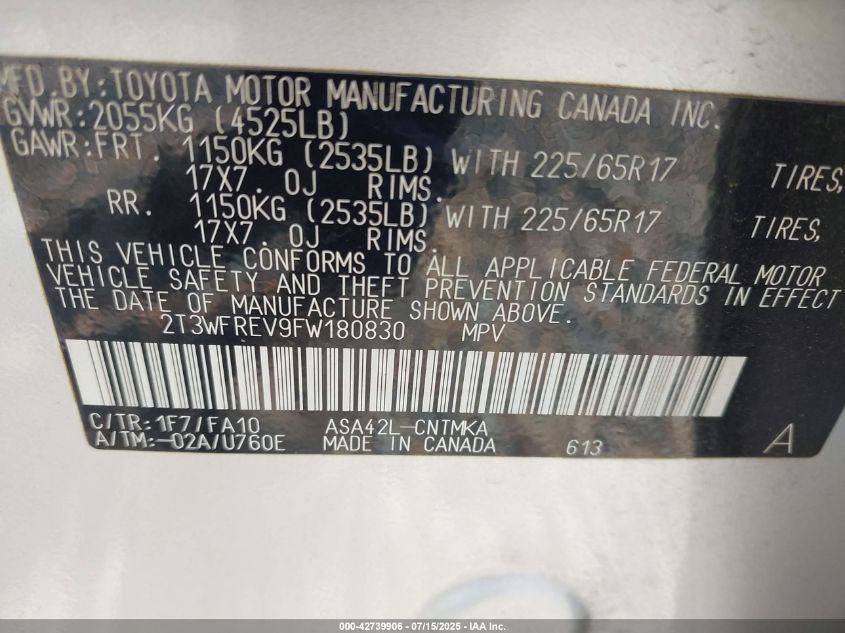 MFD.BY:TOYOTA MOTOR MANUFACTURING CANADA INC.
GVWR:2055KG (4525LB)
GAWR:FRT. 1150KG (2535LB) WITH 225/65R17 TIRES,
17X7.0J RIMS.
RR. 1150KG (2535LB) WITH 225/65R17 TIRES,
17X7.0J RIMS.
THIS VEHICLE CONFORMS TO ALL APPLICABLE FEDERAL MOTOR
VEHICLE SAFETY AND THEFT PREVENTION STANDARDS IN EFFECT
THE DATE OF MANUFACTURE SHOWN ABOVE.
2T3WFREV9FW180830 MPV
C/TR:1F7/FA10 ASA42L-CNTMKA
A/TM:-02A/U760E MADE IN CANADA 613 A
000-42739906 - 07/15/2025 - IAA Inc.